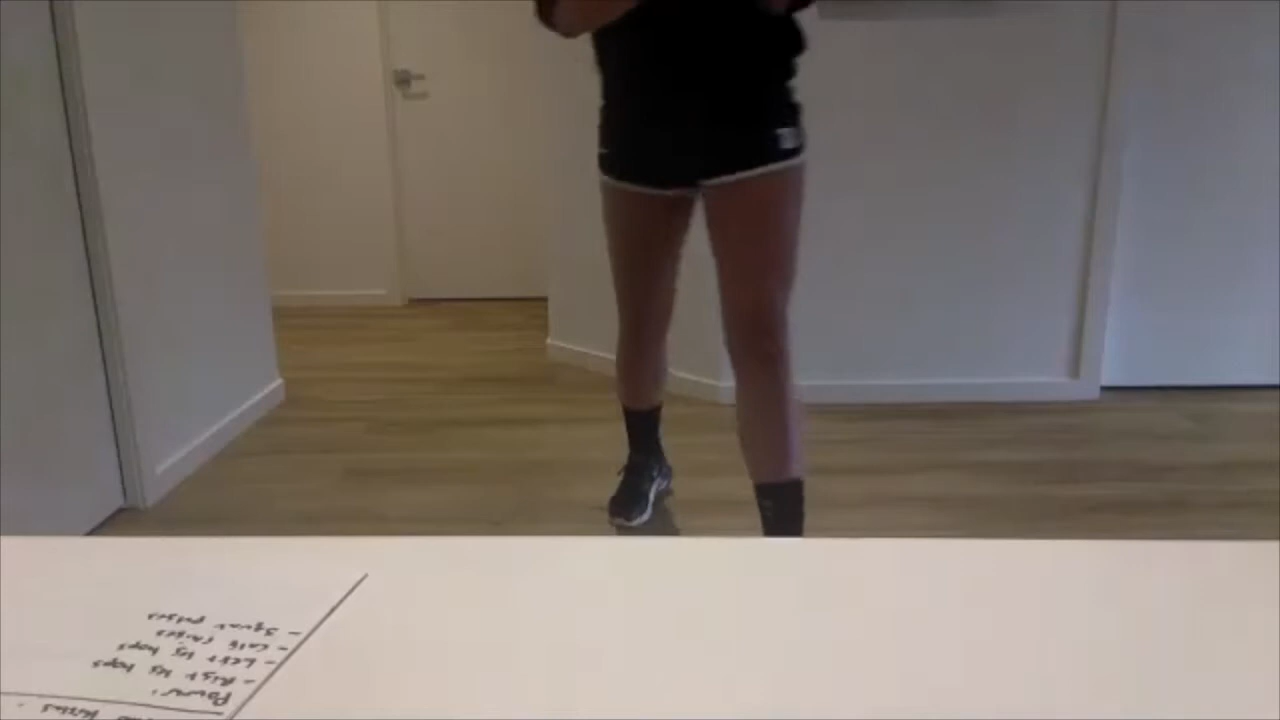 Power:
- Right leg hops
- Left leg hops
- Calf raises
- Squat pulses